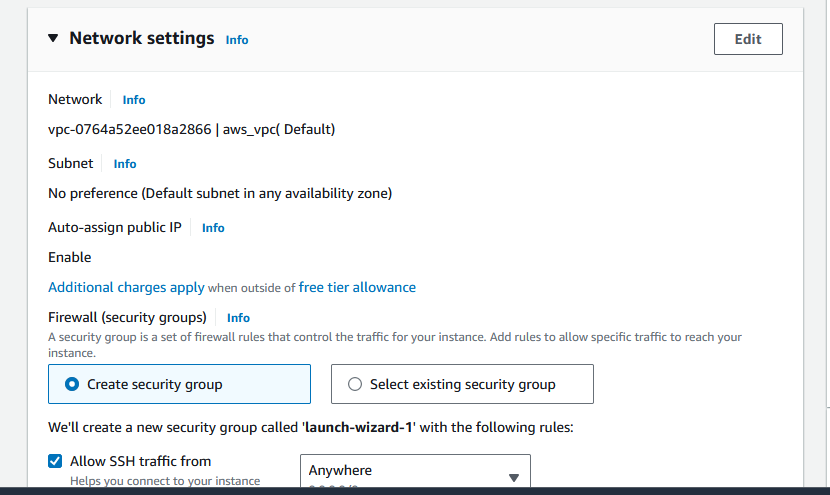 Network settings Info
Edit
Network Info
vpc-0764a52ee018a2866 | aws_vpc( Default)
Subnet Info
No preference (Default subnet in any availability zone)
Auto-assign public IP Info
Enable
Additional charges apply when outside of free tier allowance
Firewall (security groups) Info
A security group is a set of firewall rules that control the traffic for your instance. Add rules to allow specific traffic to reach your
instance.
Create security group
Select existing security group
We'll create a new security group called 'launch-wizard-1' with the following rules:
Allow SSH traffic from
Helps you connect to your instance
Anywhere